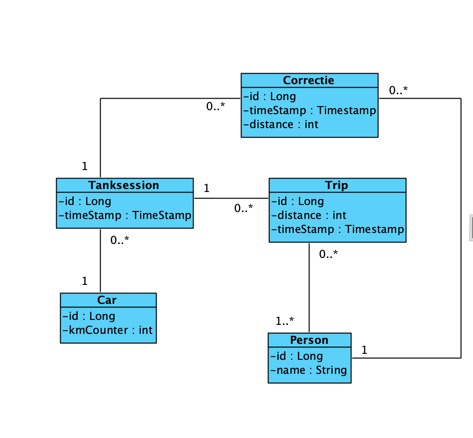 Correctie
-id : Long
-timeStamp : Timestamp
-distance : int
0..*
0..*
1
Tanksession
-id : Long
-timeStamp : TimeStamp
1
0..*
Trip
-id : Long
-distance : int
-timeStamp : Timestamp
0..*
1
Car
-id : Long
-kmCounter : int
0..*
1..*
Person
-id : Long
-name : String
1